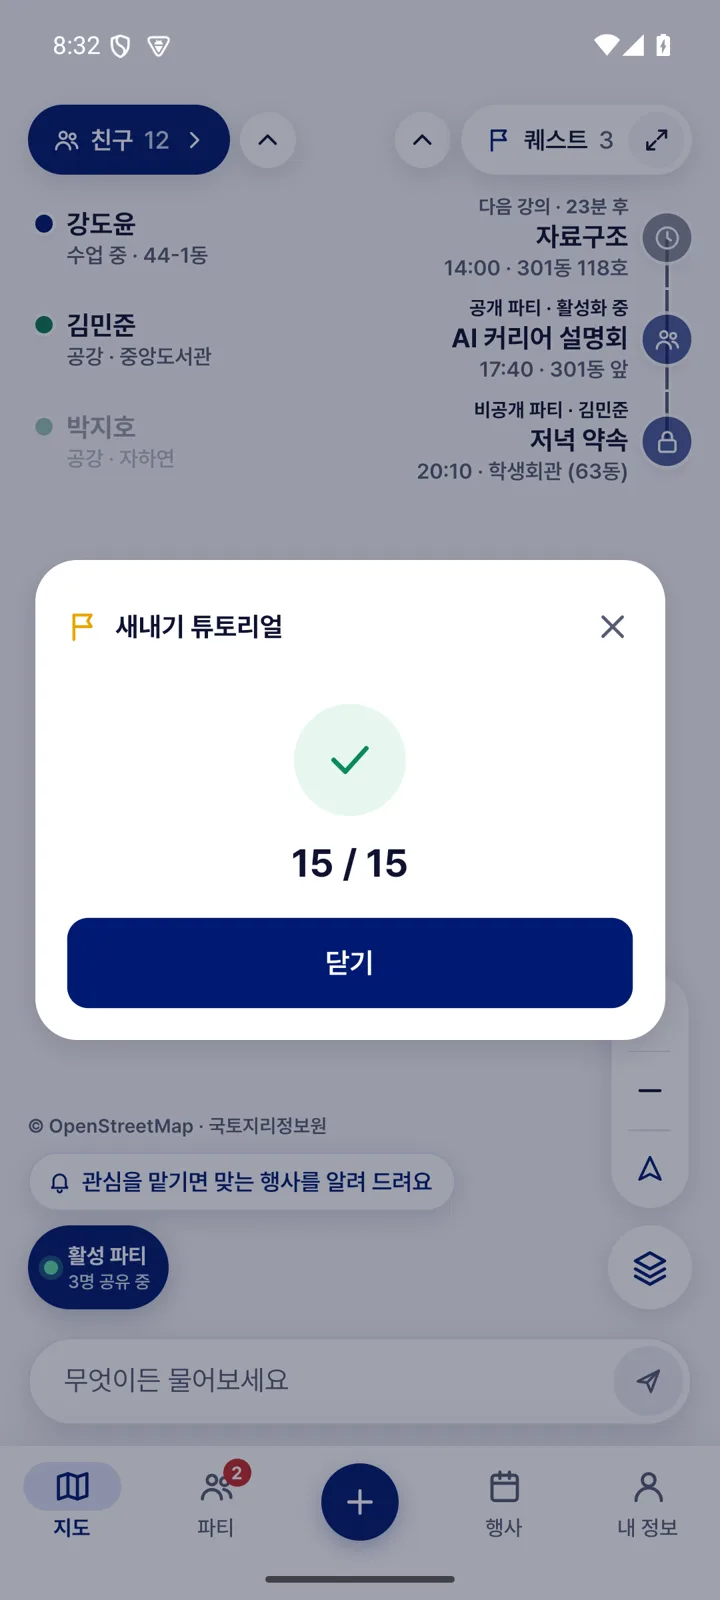 8:32
친구 12
퀘스트 3
강도윤
수업 중 · 44-1동
김민준
공강 · 중앙도서관
박지호
공강 · 자하연
다음 강의 · 23분 후
자료구조
14:00 · 301동 118호
공개 파티 · 활성화 중
AI 커리어 설명회
17:40 · 301동 앞
비공개 파티 · 김민준
저녁 약속
20:10 · 학생회관 (63동)
새내기 튜토리얼
15 / 15
닫기
© OpenStreetMap · 국토지리정보원
관심을 맡기면 맞는 행사를 알려 드려요
활성 파티
3명 공유 중
무엇이든 물어보세요
2
지도
파티
행사
내 정보